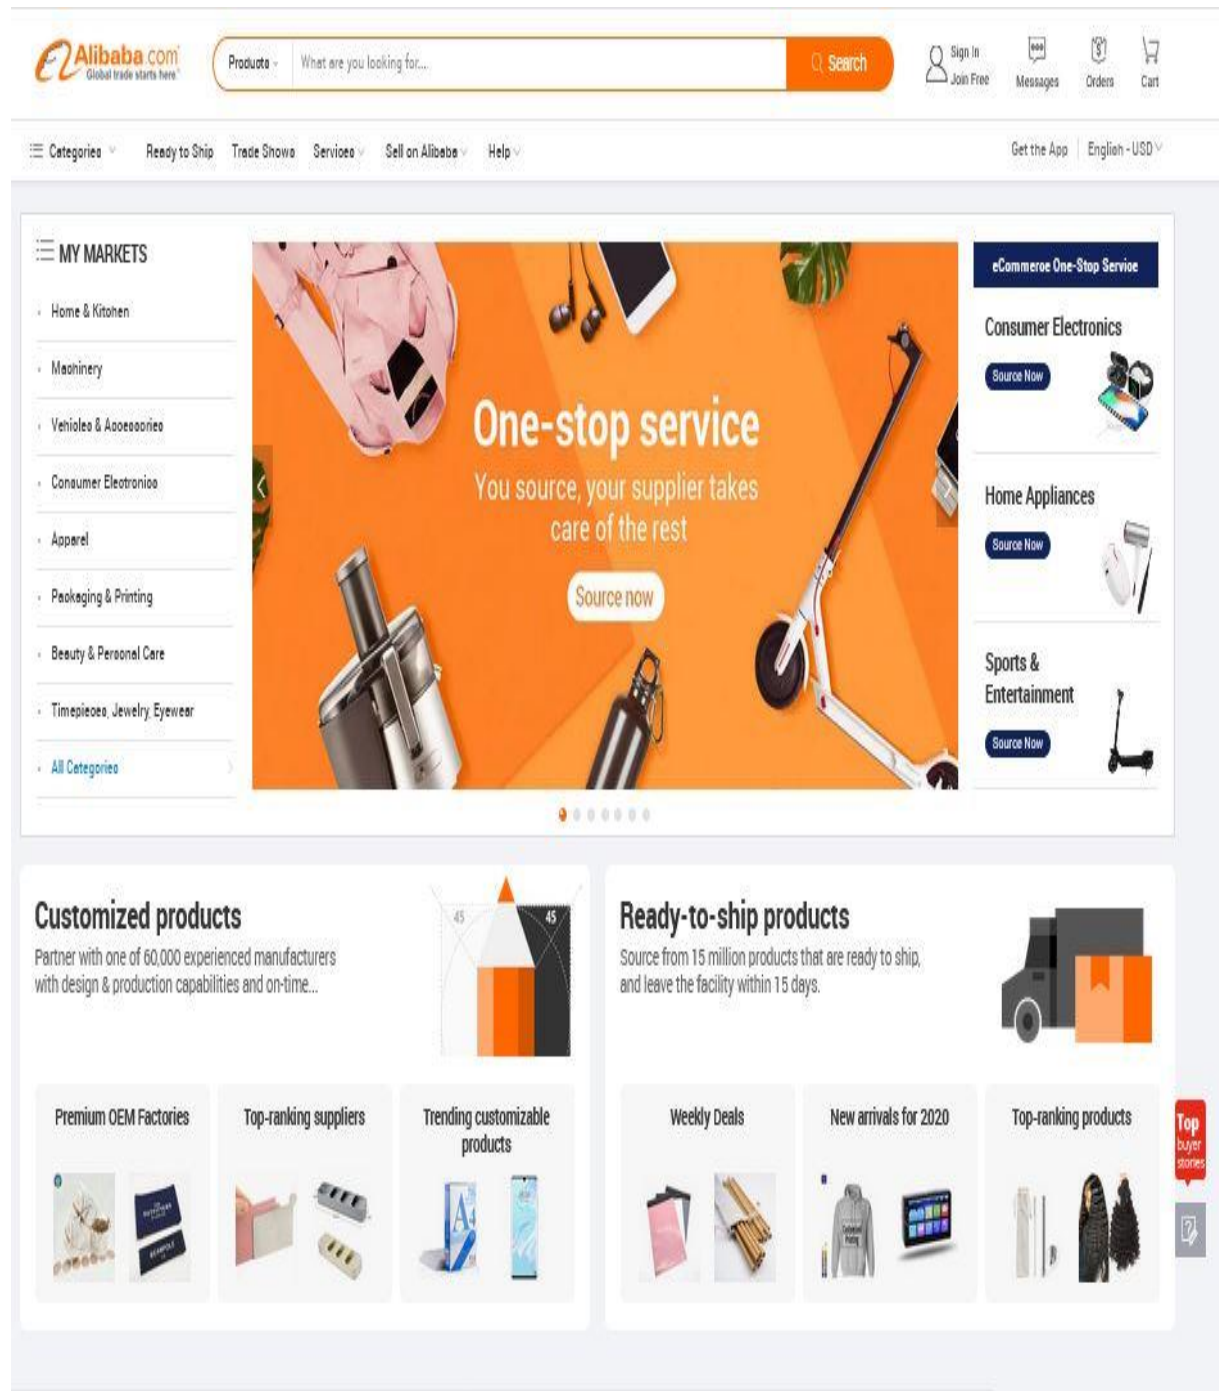 Alibaba.com
Global trade starts here™
Products
What are you looking for...
Search
Sign In
Join Free
Messages
Orders
Cart
Categories
Ready to Ship
Trade Shows
Services
Sell on Alibaba
Help
Get the App
English - USD
MY MARKETS
Home & Kitchen
Machinery
Vehicles & Accessories
Consumer Electronics
Apparel
Packaging & Printing
Beauty & Personal Care
Timepieces, Jewelry, Eyewear
All Categories
One-stop service
You source, your supplier takes
care of the rest
Source now
eCommerce One-Stop Service
Consumer Electronics
Source Now
Home Appliances
Source Now
Sports &
Entertainment
Source Now
Customized products
Partner with one of 60,000 experienced manufacturers
with design & production capabilities and on-time...
45
45
Premium OEM Factories
Top-ranking suppliers
Trending customizable
products
Ready-to-ship products
Source from 15 million products that are ready to ship,
and leave the facility within 15 days.
Weekly Deals
New arrivals for 2020
Top-ranking products
Top
buyer
stories